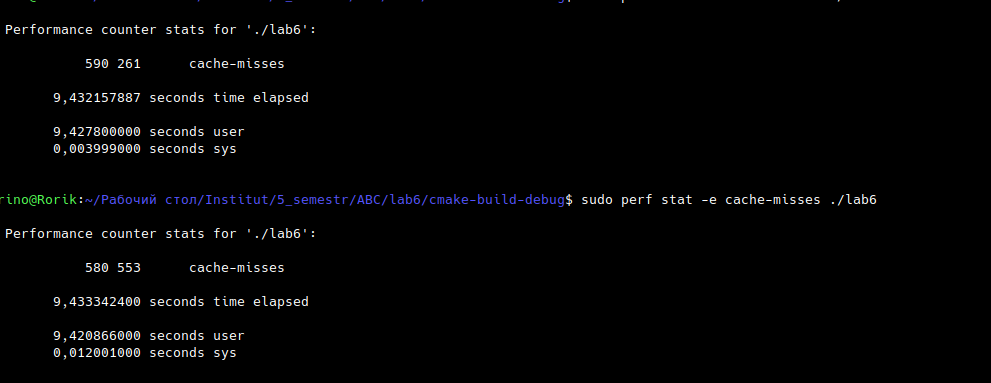 Performance counter stats for './lab6':
590 261 cache-misses
9,432157887 seconds time elapsed
9,427800000 seconds user
0,003999000 seconds sys
rino@Rorik:~/Рабочий стол/Institut/5_semestr/ABC/lab6/cmake-build-debug$ sudo perf stat -e cache-misses ./lab6
Performance counter stats for './lab6':
580 553 cache-misses
9,433342400 seconds time elapsed
9,420866000 seconds user
0,012001000 seconds sys